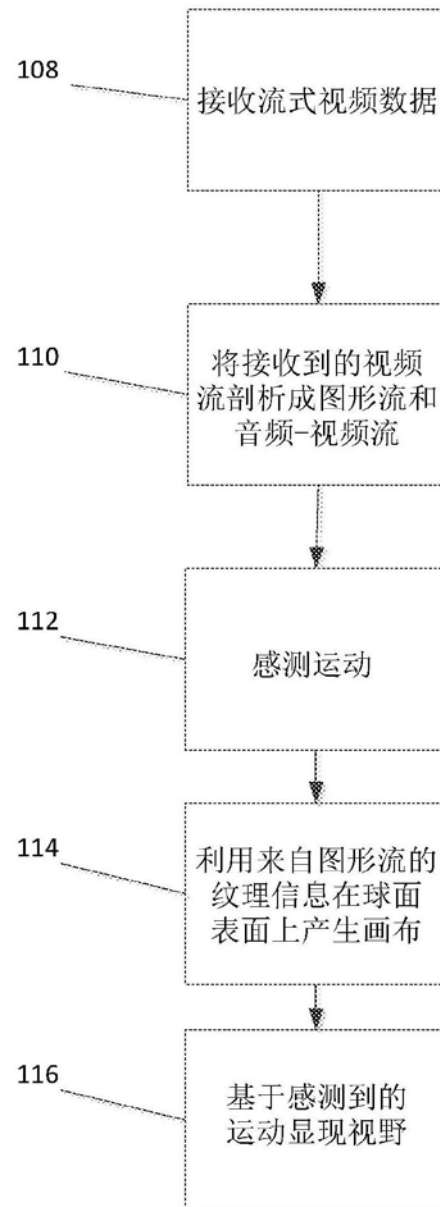 108
接收流式视频数据
110
将接收到的视频
流剖析成图形流和
音频-视频流
112
感测运动
114
利用来自图形流的
纹理信息在球面
表面上产生画布
116
基于感测到的
运动显现视野